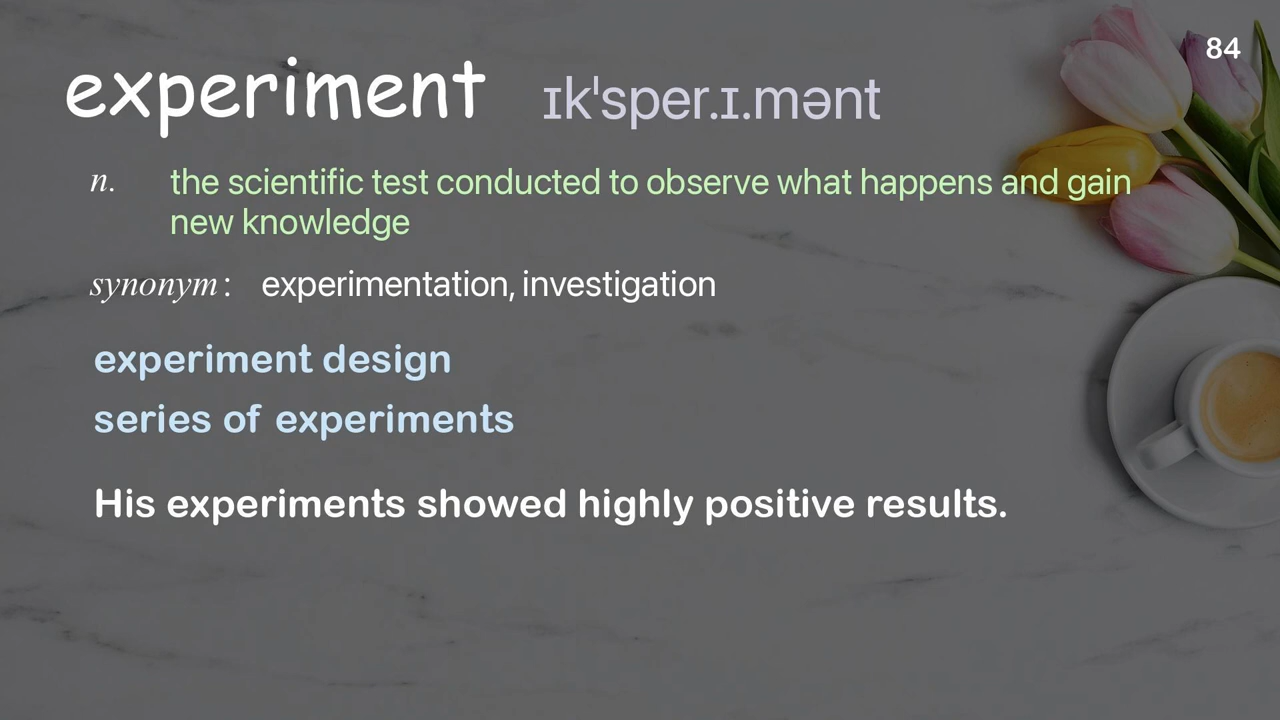 84
experiment ɪk'sper.ɪ.mənt
n. the scientific test conducted to observe what happens and gain
new knowledge
synonym: experimentation, investigation
experiment design
series of experiments
His experiments showed highly positive results.